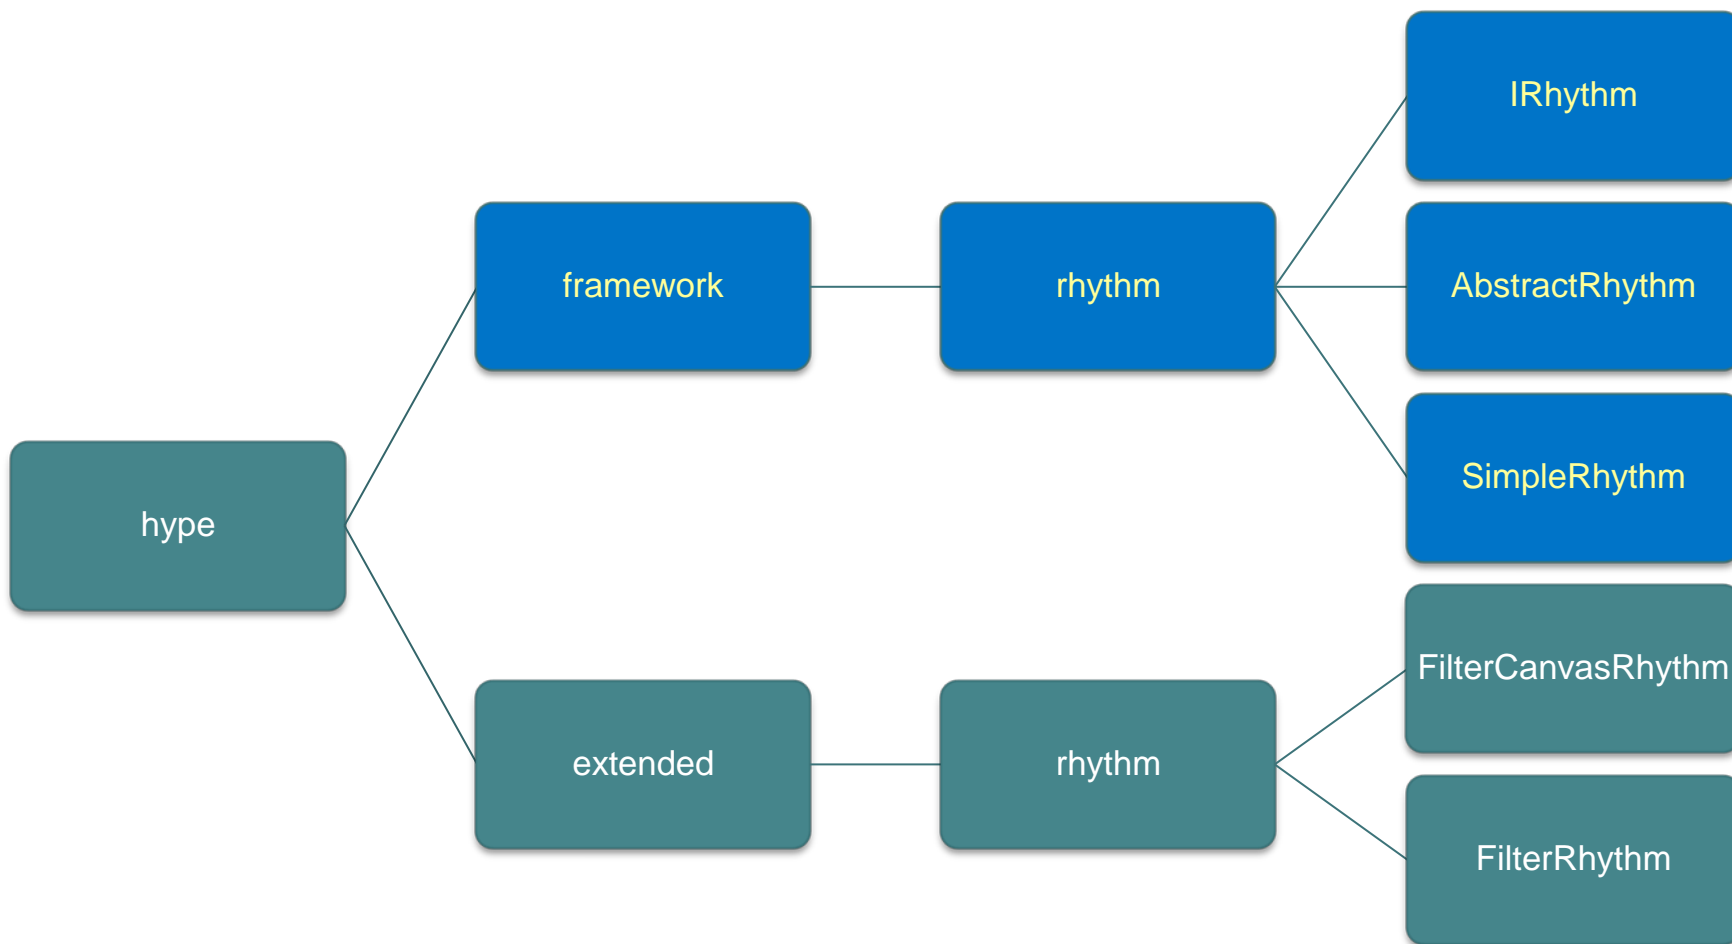 IRhythm
framework
rhythm
AbstractRhythm
SimpleRhythm
hype
FilterCanvasRhythm
extended
rhythm
FilterRhythm